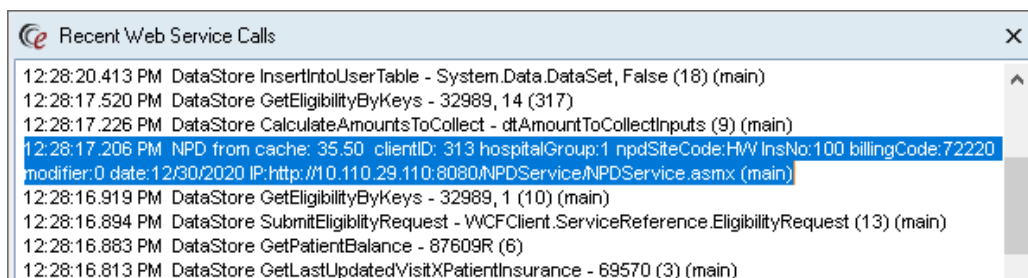 Recent Web Service Calls
12:28:20.413 PM DataStore InsertIntoUserTable - System.Data.DataSet, False (18) (main)
12:28:17.520 PM DataStore GetEligibilityByKeys - 32989, 14 (317)
12:28:17.226 PM DataStore CalculateAmountsToCollect - dtAmountToCollectInputs (9) (main)
12:28:17.206 PM NPD from cache: 35.50 clientID: 313 hospitalGroup:1 npdSiteCode:HW InsNo:100 billingCode:72220
modifier:0 date:12/30/2020 IP:http://10.110.29.110:8080/NPDService/NPDService.asmx (main)
12:28:16.919 PM DataStore GetEligibilityByKeys - 32989, 1 (10) (main)
12:28:16.894 PM DataStore SubmitEligiblityRequest - WCFClient.ServiceReference.EligibilityRequest (13) (main)
12:28:16.883 PM DataStore GetPatientBalance - 87609R (6)
12:28:16.813 PM DataStore GetLastUpdatedVisitXPatientInsurance - 69570 (3) (main)